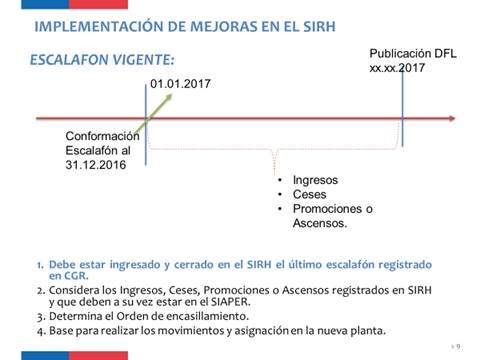 IMPLEMENTACIÓN DE MEJORAS EN EL SIRH
ESCALAFON VIGENTE:
Publicación DFL
xx.xx.2017
01.01.2017
Conformación
Escalafón al
31.12.2016
• Ingresos
• Ceses
• Promociones o
Ascensos.
1. Debe estar ingresado y cerrado en el SIRH el último escalafón registrado
en CGR.
2. Considera los Ingresos, Ceses, Promociones o Ascensos registrados en SIRH
y que deben a su vez estar en el SIAPER.
3. Determina el Orden de encasillamiento.
4. Base para realizar los movimientos y asignación en la nueva planta.
9